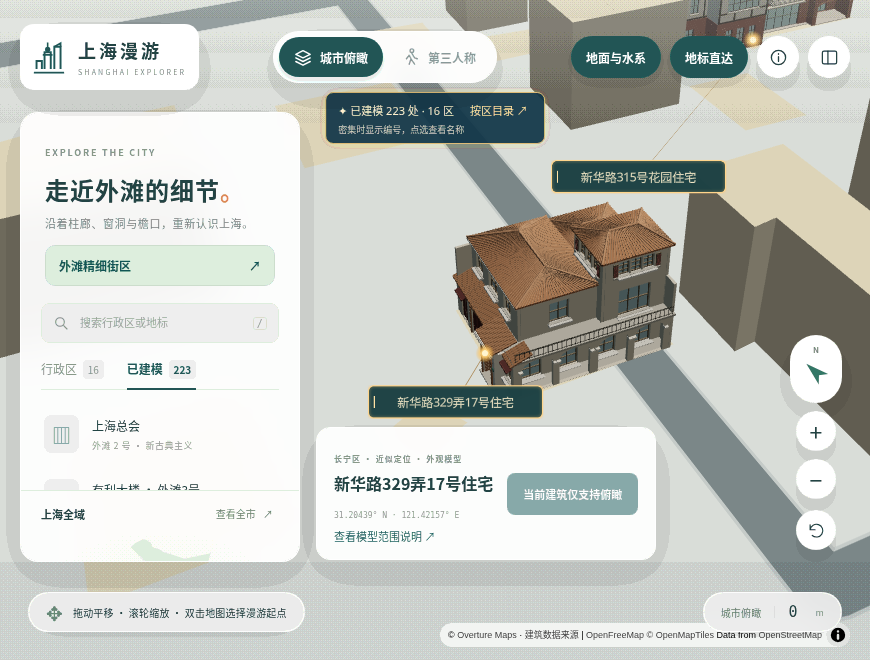 上海漫游
SHANGHAI EXPLORER
城市俯瞰
第三人称
地面与水系
地标直达
✦ 已建模 223 处 · 16 区 按区目录 ↗
密集时显示编号，点选查看名称
EXPLORE THE CITY
走近外滩的细节。
沿着柱廊、窗洞与檐口，重新认识上海。
外滩精细街区 ↗
搜索行政区或地标 /
行政区 16 已建模 223
上海总会
外滩 2 号 · 新古典主义
有利大楼 · 外滩3号
上海全域 查看全市 ↗
新华路315号花园住宅
新华路329弄17号住宅
长宁区 · 近似定位 · 外观模型
新华路329弄17号住宅
当前建筑仅支持俯瞰
31.20439° N · 121.42157° E
查看模型范围说明 ↗
N
+
−
拖动平移 · 滚轮缩放 · 双击地图选择漫游起点
城市俯瞰 0 m
© Overture Maps · 建筑数据来源 | OpenFreeMap © OpenMapTiles Data from OpenStreetMap